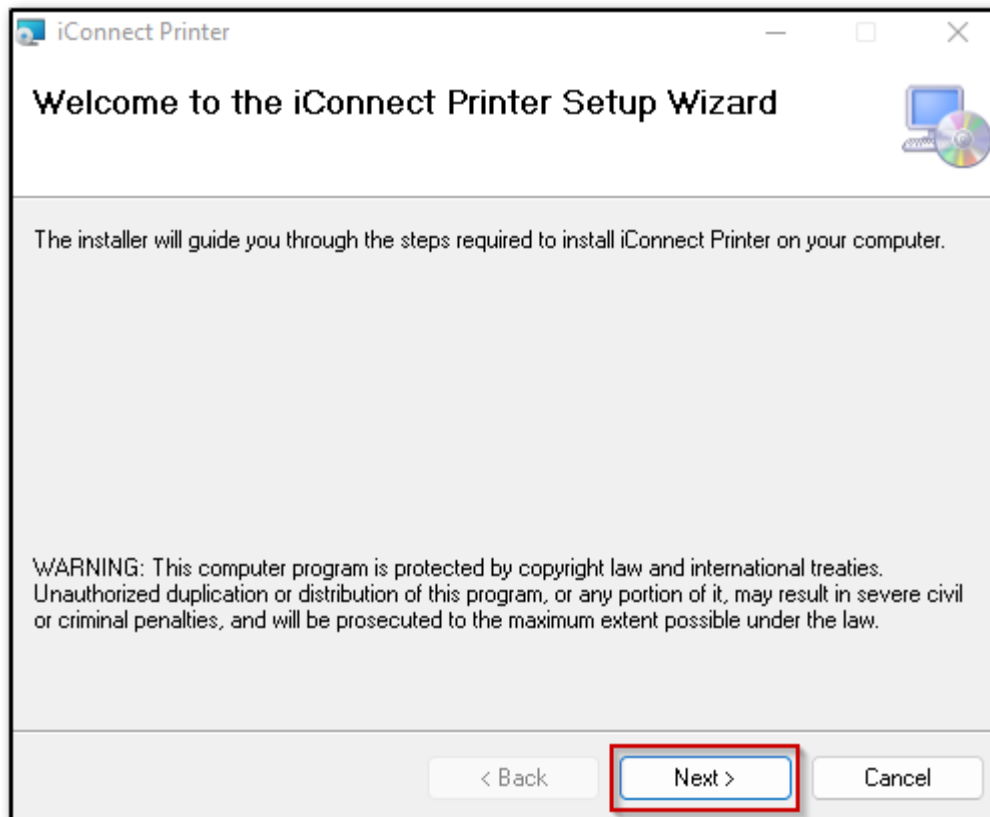 iConnect Printer
Welcome to the iConnect Printer Setup Wizard
The installer will guide you through the steps required to install iConnect Printer on your computer.
WARNING: This computer program is protected by copyright law and international treaties.
Unauthorized duplication or distribution of this program, or any portion of it, may result in severe civil
or criminal penalties, and will be prosecuted to the maximum extent possible under the law.
< Back Next > Cancel